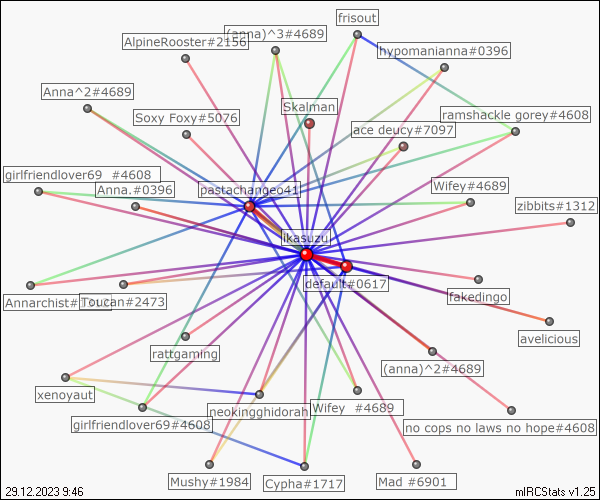 frisout
(anna)^3#4689
AlpineRooster#2156
hypomanianna#0396
Anna^2#4689
Skalman
Soxy Foxy#5076
ramshackle gorey#4608
ace deucy#7097
girlfriendlover69 #4608
Anna.#0396
pastachangeo41
Wifey#4689
zibbits#1312
ikasuzu
default#0617
Annarchist#
Toucan#2473
fakedingo
avelicious
rattgaming
(anna)^2#4689
xenoyaut
neokingghidorah
Wifey #4689
girlfriendlover69#4608
no cops no laws no hope#4608
Mushy#1984
Cypha#1717
Mad #6901
29.12.2023 9:46
mIRCStats v1.25